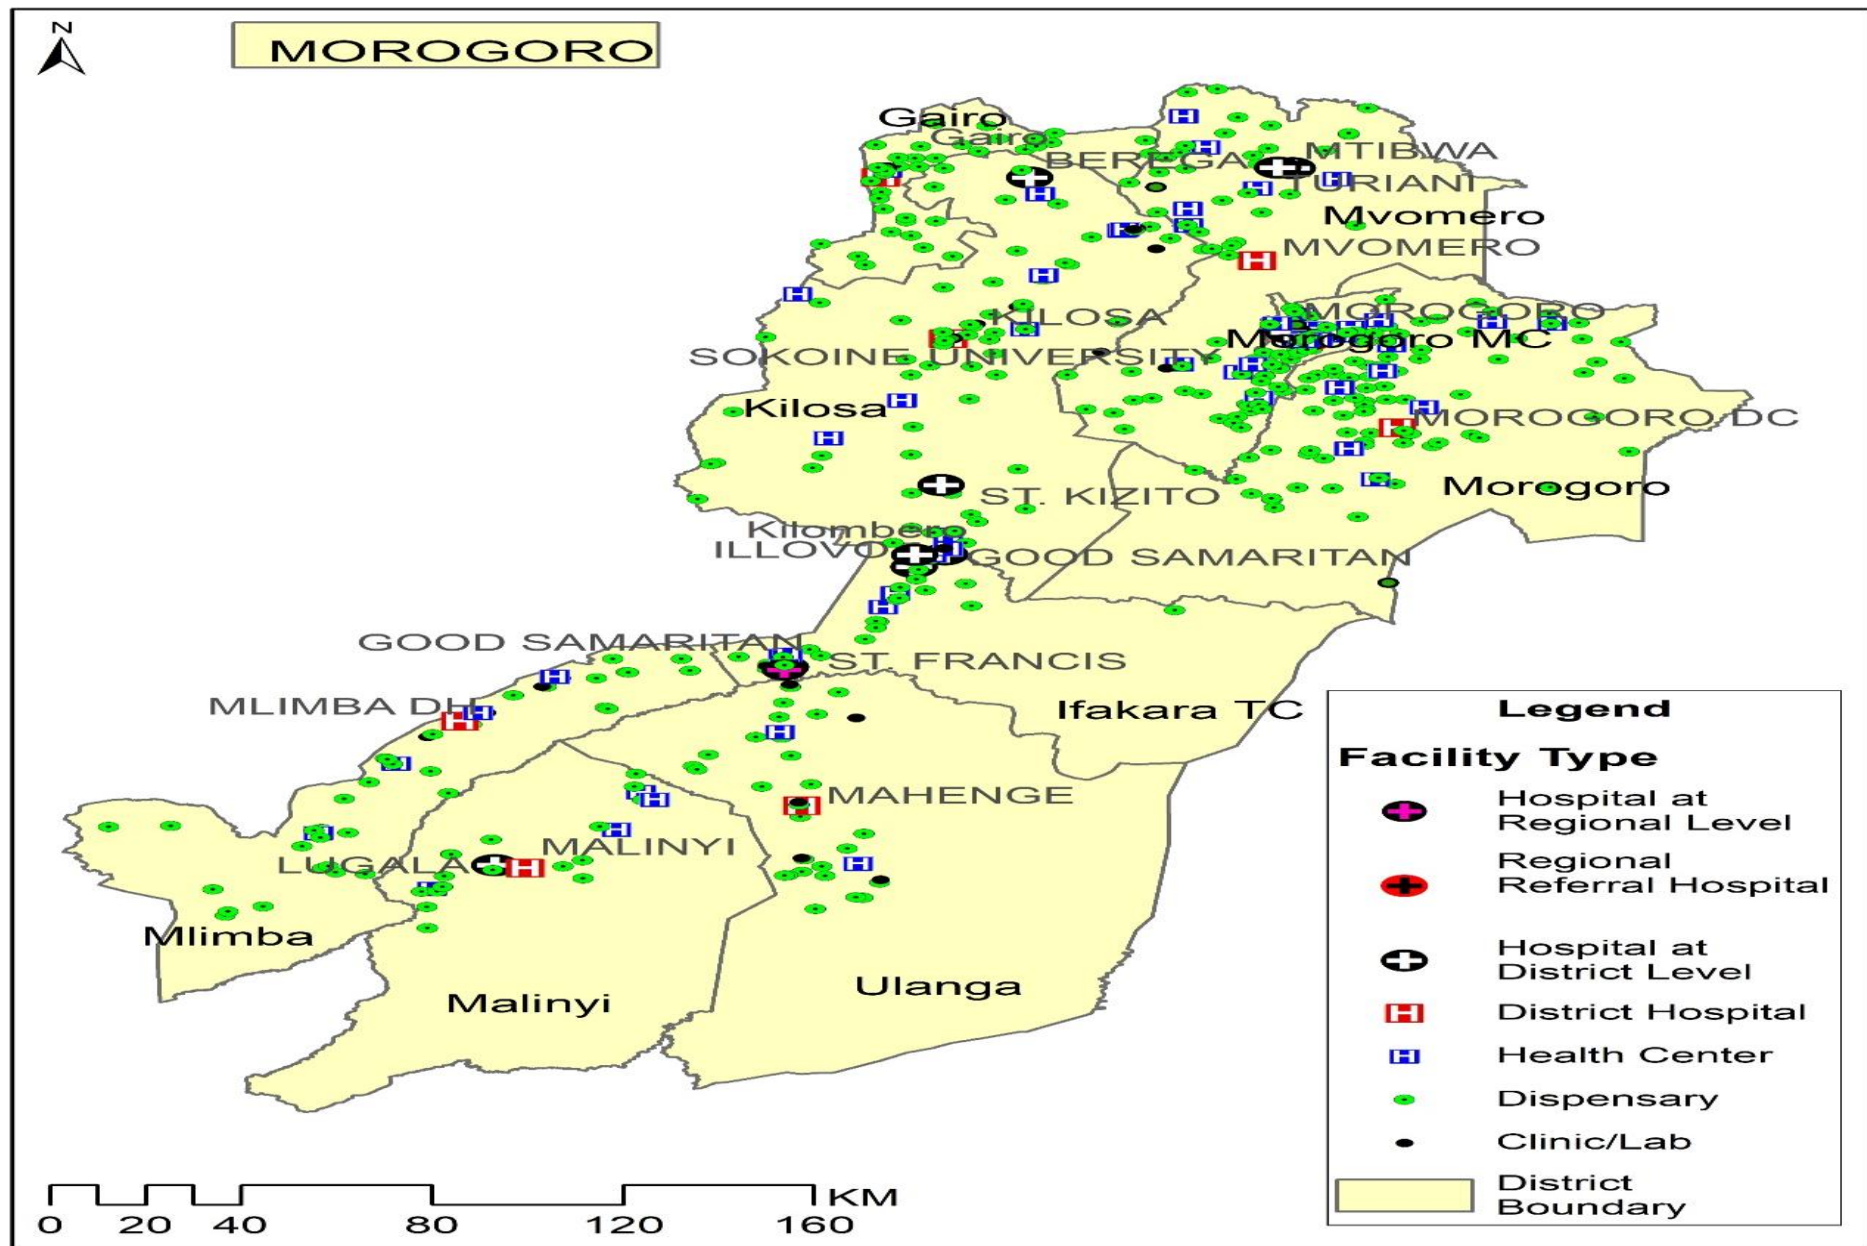 N
MOROGORO
Gairo
Gairo
BEREGA
MTIBWA
TURIANI
Mvomero
MVOMERO
KILOSA
MOROGORO
Morogoro MC
SOKOINE UNIVERSITY
Kilosa
MOROGORO DC
ST. KIZITO
Morogoro
Kilombero
ILLOVO
GOOD SAMARITAN
GOOD SAMARITAN
ST. FRANCIS
MLIMBA DH
Ifakara TC
MAHENGE
MALINYI
LUGALA
Mlimba
Ulanga
Malinyi
Legend
Facility Type
Hospital at
Regional Level
Regional
Referral Hospital
Hospital at
District Level
H District Hospital
H Health Center
Dispensary
Clinic/Lab
District
Boundary
KM
0 20 40 80 120 160